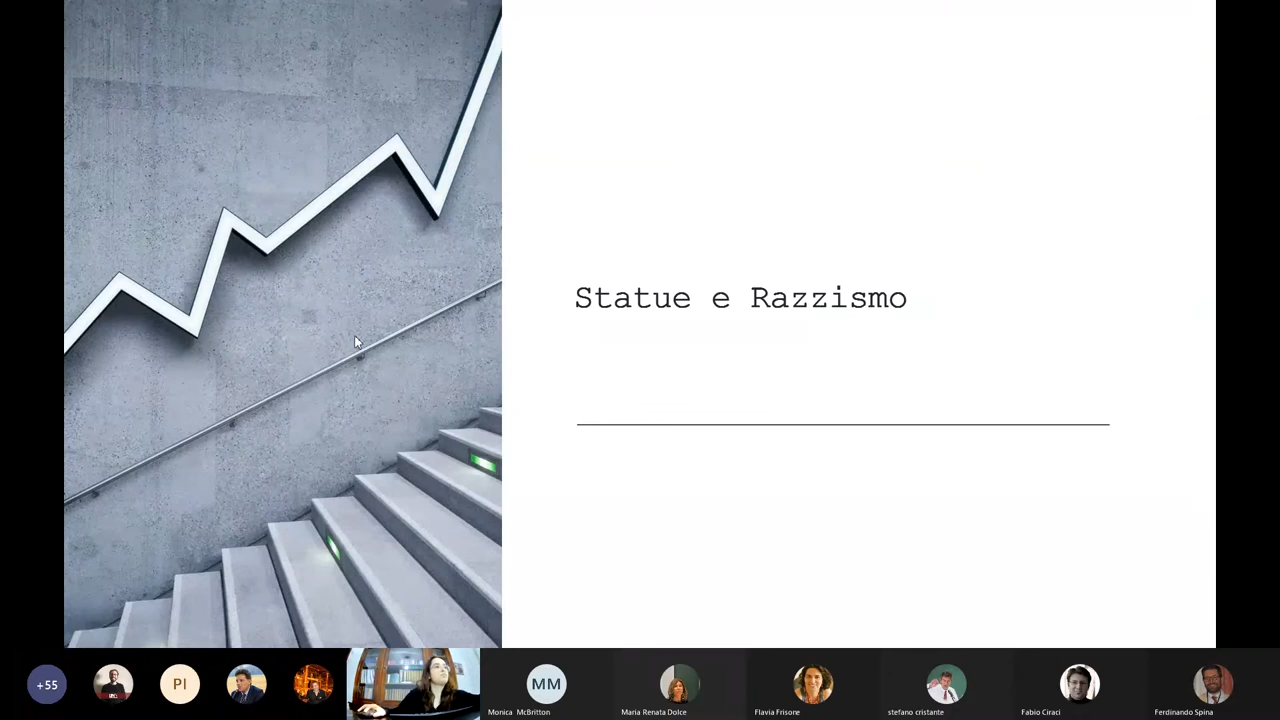 Statue e Razzismo
+55
PI
MM
Monica McBritton
Maria Renata Dolce
Flavia Frisone
stefano cristante
Fabio Ciraci
Ferdinando Spina